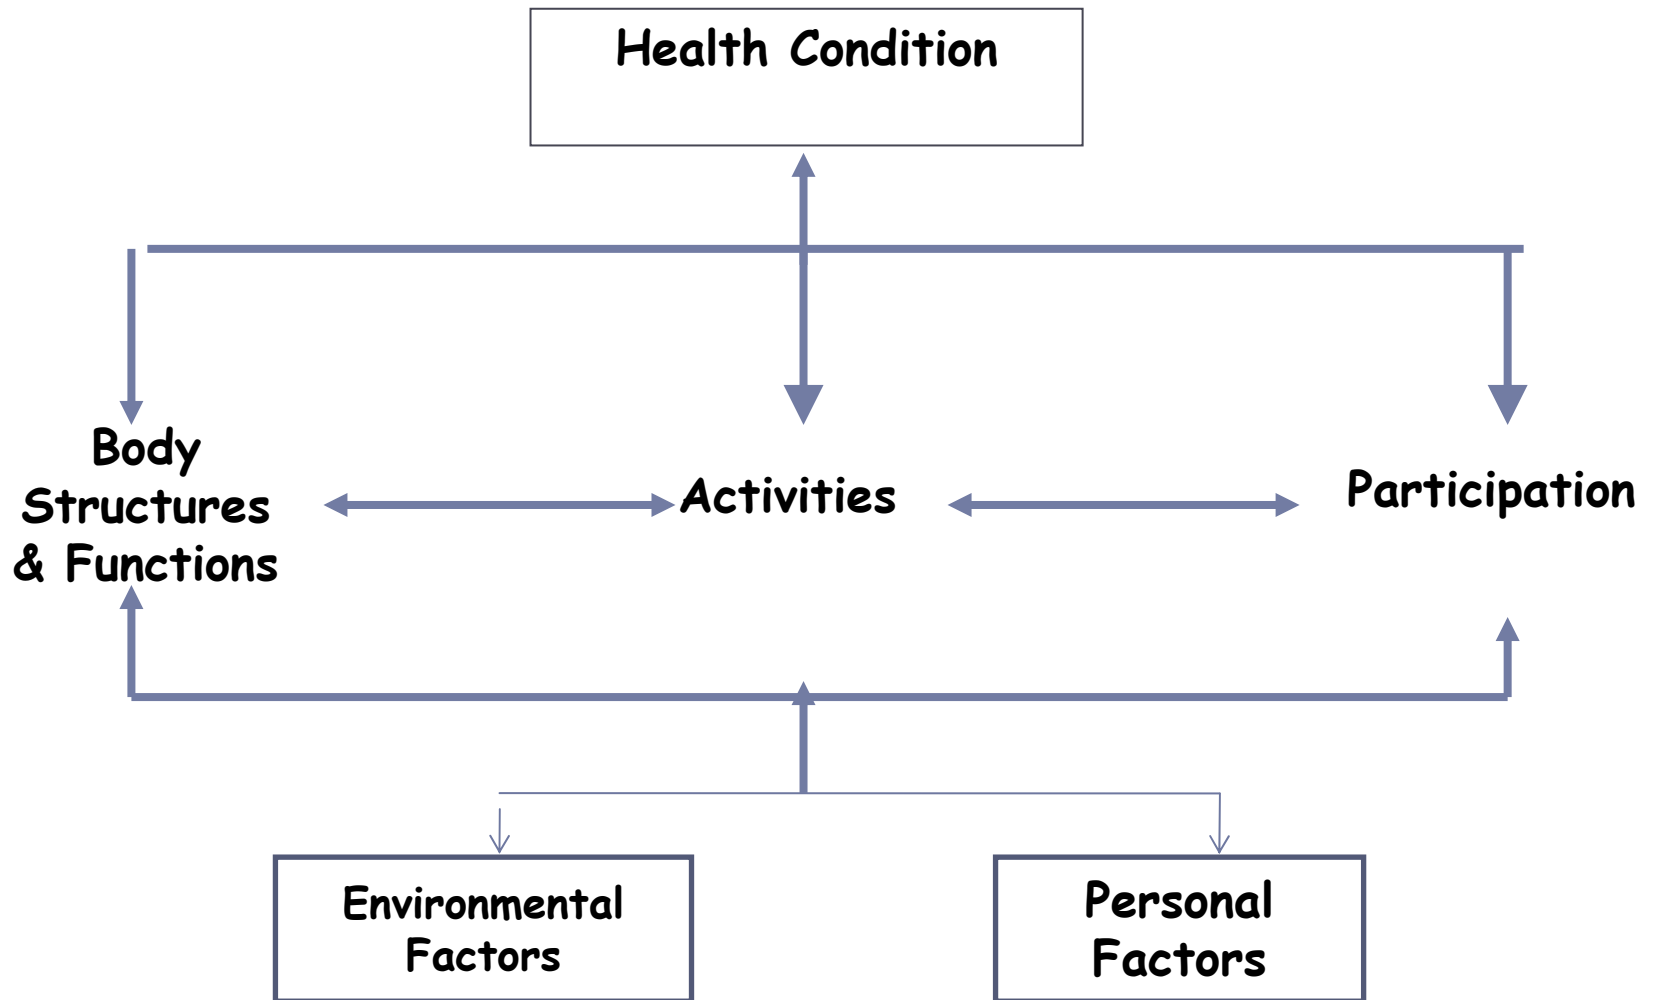 Health Condition
Body
Structures
& Functions
Activities
Participation
Environmental
Factors
Personal
Factors